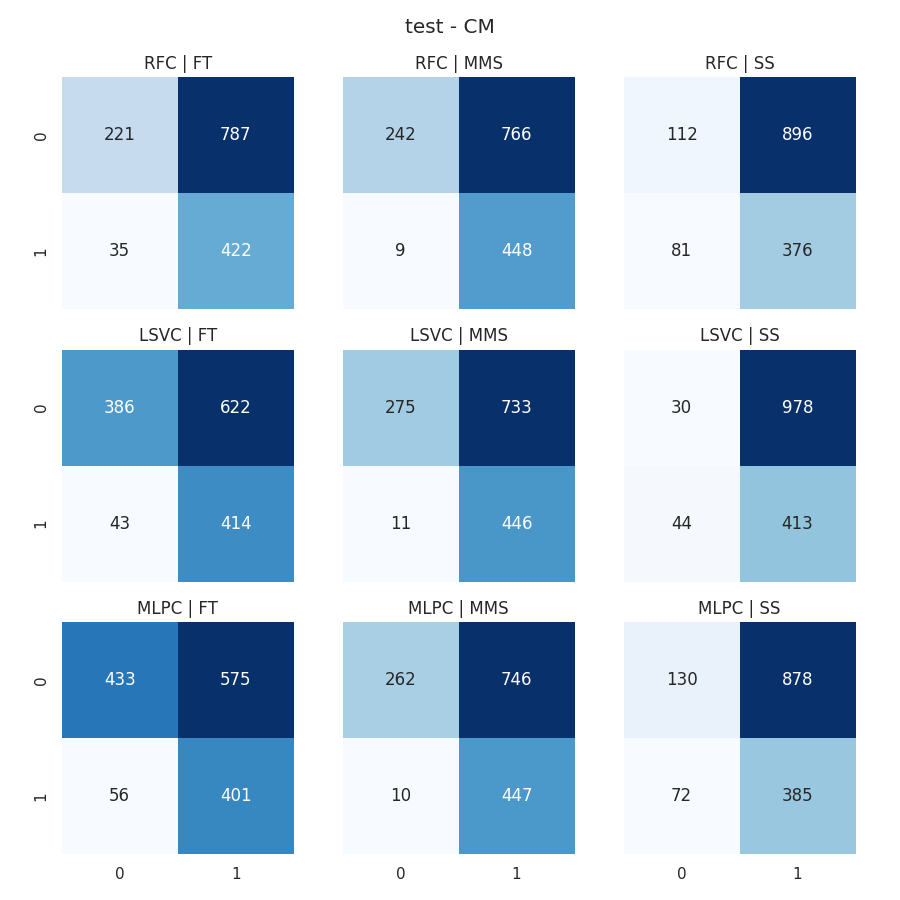 test - CM
RFC | FT RFC | MMS RFC | SS
0 221 787 242 766 112 896
1 35 422 9 448 81 376
LSVC | FT LSVC | MMS LSVC | SS
0 386 622 275 733 30 978
1 43 414 11 446 44 413
MLPC | FT MLPC | MMS MLPC | SS
0 433 575 262 746 130 878
1 56 401 10 447 72 385
0 1 0 1 0 1